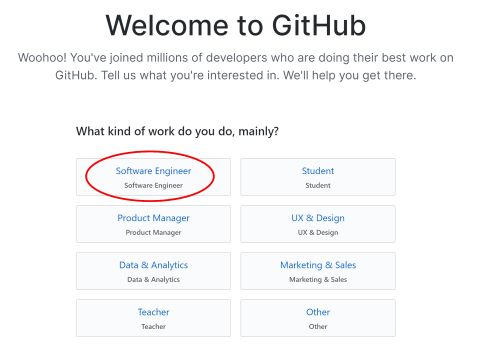 Welcome to GitHub
Woohoo! You've joined millions of developers who are doing their best work on
GitHub. Tell us what you're interested in. We'll help you get there.
What kind of work do you do, mainly?
Software Engineer
Software Engineer
Student
Student
Product Manager
Product Manager
UX & Design
UX & Design
Data & Analytics
Data & Analytics
Marketing & Sales
Marketing & Sales
Teacher
Teacher
Other
Other